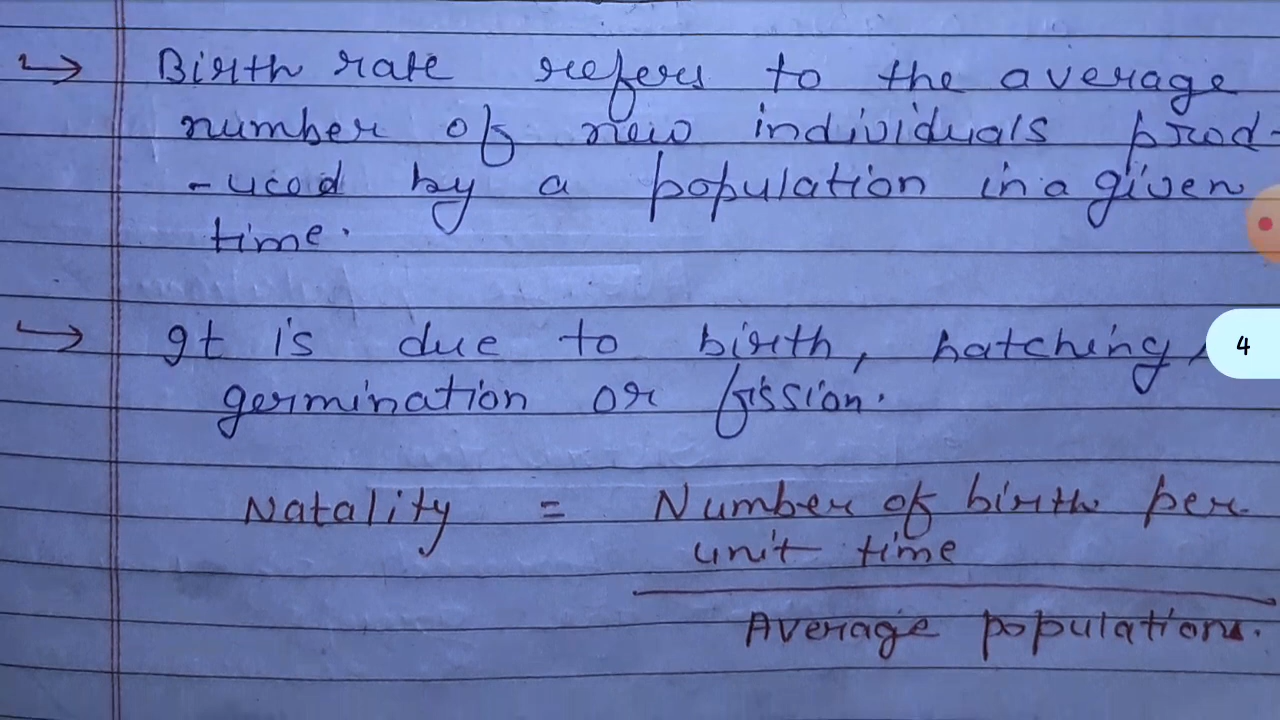 → Birth rate refers to the average
number of new individuals prod-
-uced by a population in a given
time.
→ It is due to birth, hatching,
germination or fission.
Natality = Number of birth per
unit time
Average population.
4